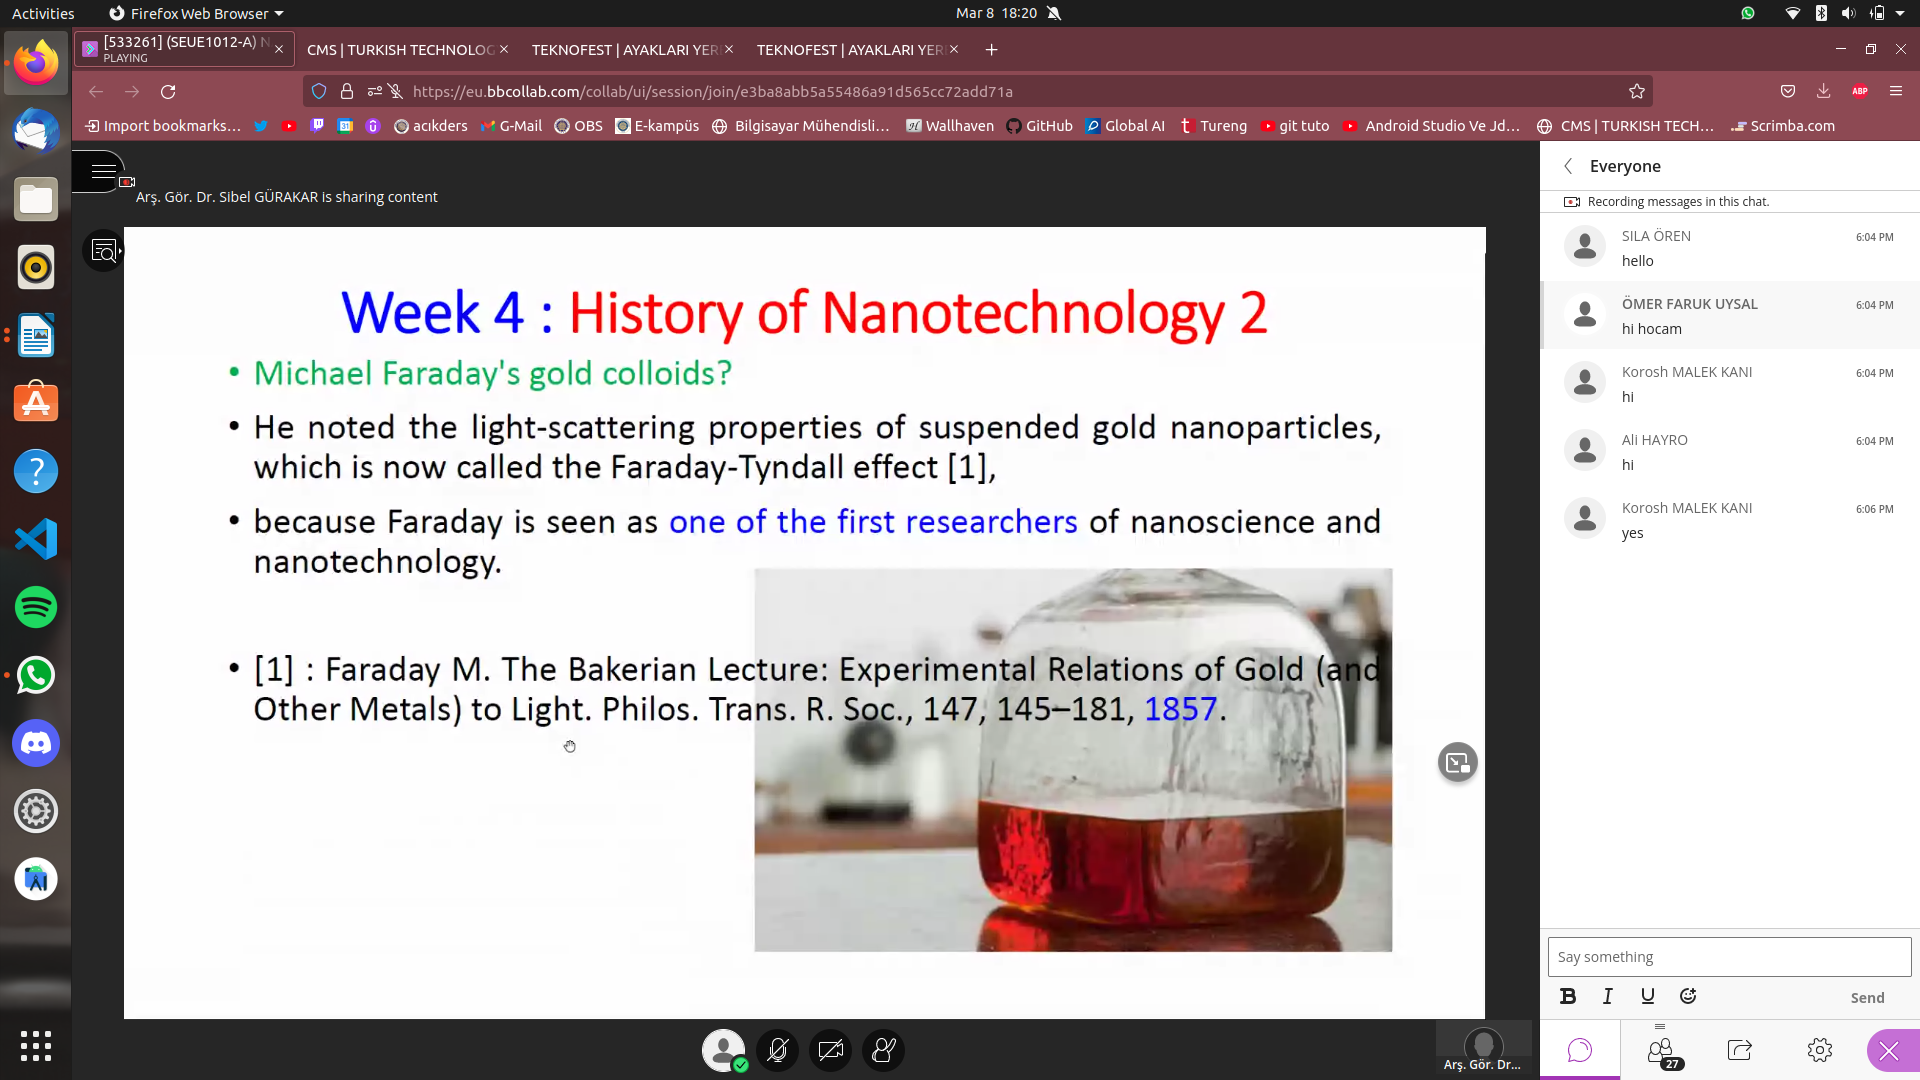 Activities
Firefox Web Browser
Mar 8 18:20
[533261] (SEUE1012-A) N
PLAYING
CMS | TURKISH TECHNOLOG
TEKNOFEST | AYAKLARI YER
TEKNOFEST | AYAKLARI YER
https://eu.bbcollab.com/collab/ui/session/join/e3ba8abb5a55486a91d565cc72add71a
ABP
Import bookmarks...
acıkders
G-Mail
OBS
E-kampüs
Bilgisayar Mühendisli...
Wallhaven
GitHub
Global AI
Tureng
git tuto
Android Studio Ve Jd...
CMS | TURKISH TECH...
Scrimba.com
Arş. Gör. Dr. Sibel GÜRAKAR is sharing content
Week 4 : History of Nanotechnology 2
• Michael Faraday's gold colloids?
• He noted the light-scattering properties of suspended gold nanoparticles,
which is now called the Faraday-Tyndall effect [1],
• because Faraday is seen as one of the first researchers of nanoscience and
nanotechnology.
• [1] : Faraday M. The Bakerian Lecture: Experimental Relations of Gold (and
Other Metals) to Light. Philos. Trans. R. Soc., 147, 145–181, 1857.
Arş. Gör. Dr...
Everyone
Recording messages in this chat.
SILA ÖREN
6:04 PM
hello
ÖMER FARUK UYSAL
6:04 PM
hi hocam
Korosh MALEK KANI
6:04 PM
hi
Ali HAYRO
6:04 PM
hi
Korosh MALEK KANI
6:06 PM
yes
Say something
B I U
Send
27